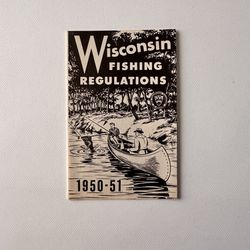 Wisconsin
FISHING
REGULATIONS
1950-51